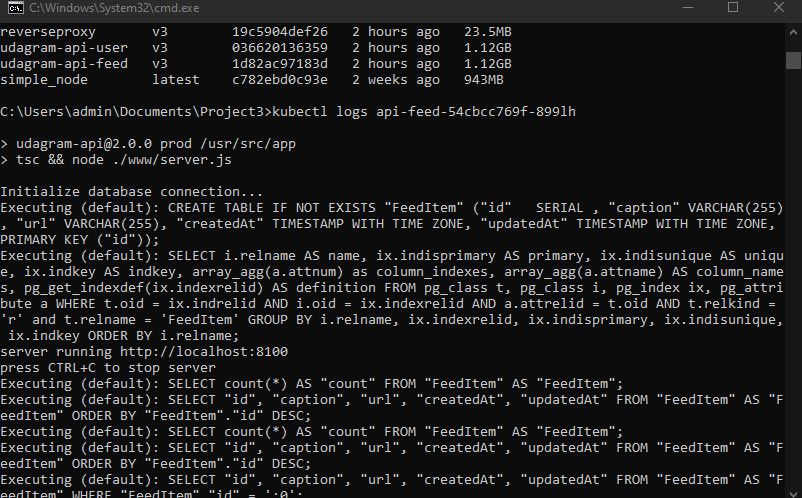 C:\Windows\System32\cmd.exe
reverseproxy v3 19c5904def26 2 hours ago 23.5MB
udagram-api-user v3 036620136359 2 hours ago 1.12GB
udagram-api-feed v3 1d82ac97183d 2 hours ago 1.12GB
simple_node latest c782ebd0c93e 2 weeks ago 943MB
C:\Users\admin\Documents\Project3>kubectl logs api-feed-54cbcc769f-899lh
> udagram-api@2.0.0 prod /usr/src/app
> tsc && node ./www/server.js
Initialize database connection...
Executing (default): CREATE TABLE IF NOT EXISTS "FeedItem" ("id"   SERIAL , "caption" VARCHAR(255)
, "url" VARCHAR(255), "createdAt" TIMESTAMP WITH TIME ZONE, "updatedAt" TIMESTAMP WITH TIME ZONE,
PRIMARY KEY ("id"));
Executing (default): SELECT i.relname AS name, ix.indisprimary AS primary, ix.indisunique AS uniqu
e, ix.indkey AS indkey, array_agg(a.attnum) as column_indexes, array_agg(a.attname) AS column_name
s, pg_get_indexdef(ix.indexrelid) AS definition FROM pg_class t, pg_class i, pg_index ix, pg_attri
bute a WHERE t.oid = ix.indrelid AND i.oid = ix.indexrelid AND a.attrelid = t.oid AND t.relkind =
'r' and t.relname = 'FeedItem' GROUP BY i.relname, ix.indexrelid, ix.indisprimary, ix.indisunique,
ix.indkey ORDER BY i.relname;
server running http://localhost:8100
press CTRL+C to stop server
Executing (default): SELECT count(*) AS "count" FROM "FeedItem" AS "FeedItem";
Executing (default): SELECT "id", "caption", "url", "createdAt", "updatedAt" FROM "FeedItem" AS "F
eedItem" ORDER BY "FeedItem"."id" DESC;
Executing (default): SELECT count(*) AS "count" FROM "FeedItem" AS "FeedItem";
Executing (default): SELECT "id", "caption", "url", "createdAt", "updatedAt" FROM "FeedItem" AS "F
eedItem" ORDER BY "FeedItem"."id" DESC;
Executing (default): SELECT "id", "caption", "url", "createdAt", "updatedAt" FROM "FeedItem" AS "F
eedItem" WHERE "FeedItem"."id" = ':0';